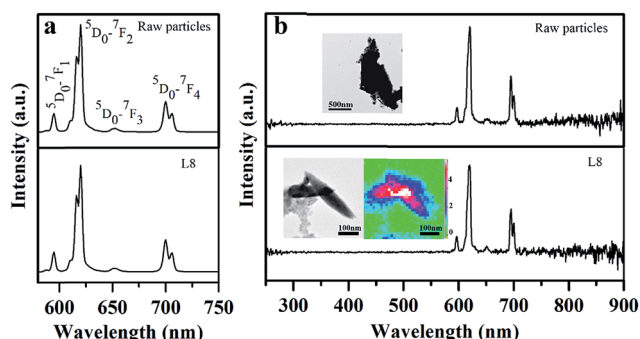 a
Raw particles
⁵D₀-⁷F₁
⁵D₀-⁷F₂
⁵D₀-⁷F₃
⁵D₀-⁷F₄
L8
Intensity (a.u.)
600 650 700 750
Wavelength (nm)
b
Raw particles
500nm
L8
100nm
100nm
4
2
0
Intensity (a.u.)
300 400 500 600 700 800 900
Wavelength (nm)